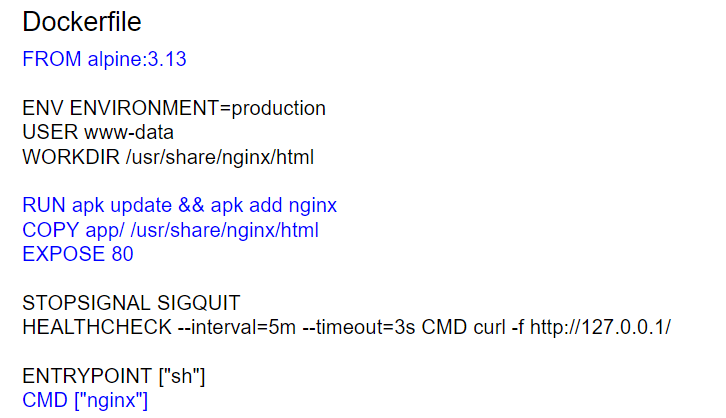 Dockerfile
FROM alpine:3.13
ENV ENVIRONMENT=production
USER www-data
WORKDIR /usr/share/nginx/html
RUN apk update && apk add nginx
COPY app/ /usr/share/nginx/html
EXPOSE 80
STOPSIGNAL SIGQUIT
HEALTHCHECK --interval=5m --timeout=3s CMD curl -f http://127.0.0.1/
ENTRYPOINT ["sh"]
CMD ["nginx"]